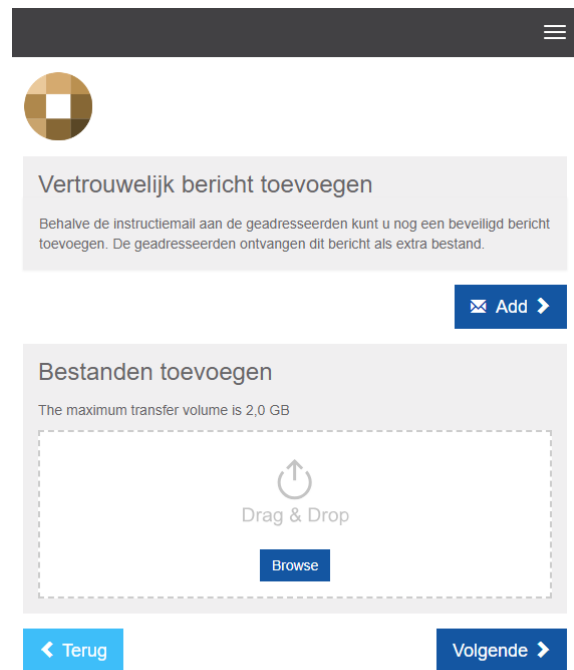 Vertrouwelijk bericht toevoegen
Behalve de instructiemail aan de geadresseerden kunt u nog een beveiligd bericht
toevoegen. De geadresseerden ontvangen dit bericht als extra bestand.
Add
Bestanden toevoegen
The maximum transfer volume is 2,0 GB
Drag & Drop
Browse
Terug
Volgende